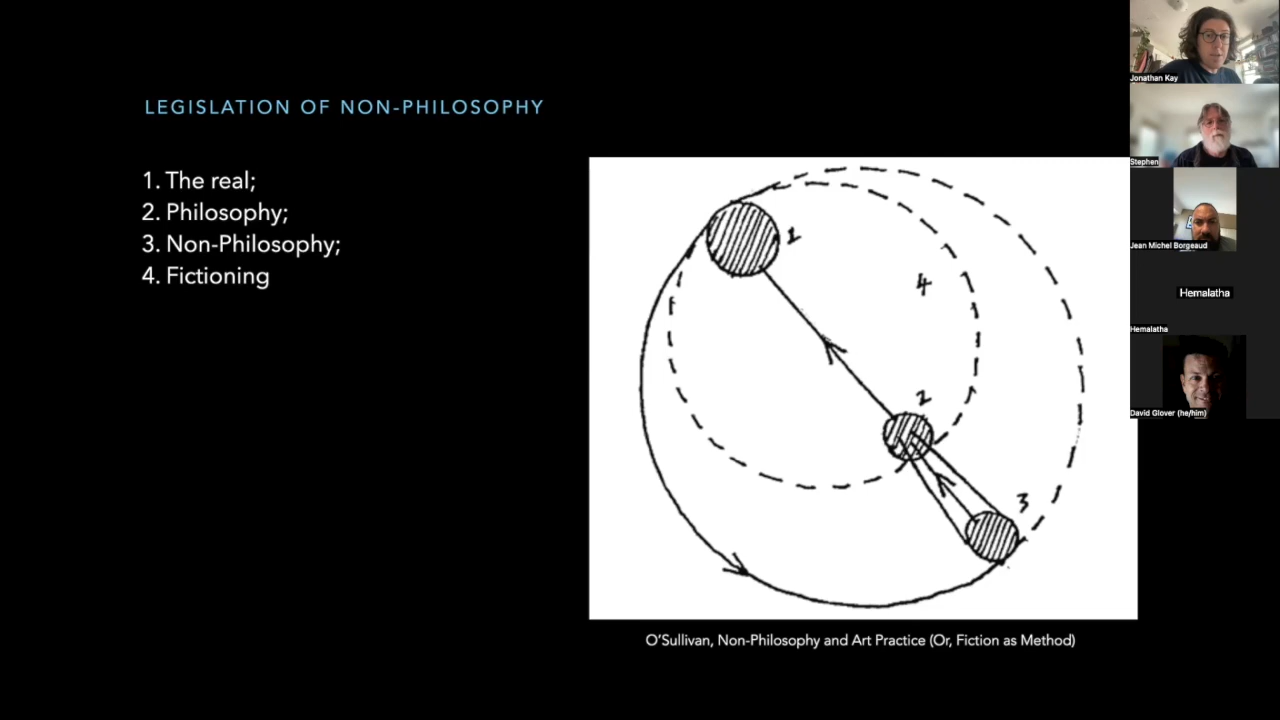 LEGISLATION OF NON-PHILOSOPHY
1. The real;
2. Philosophy;
3. Non-Philosophy;
4. Fictioning
1
4
2
3
O'Sullivan, Non-Philosophy and Art Practice (Or, Fiction as Method)
Jonathan Kay
Stephen
Jean Michel Borgeaud
Hemalatha
Hemalatha
David Glover (he/him)